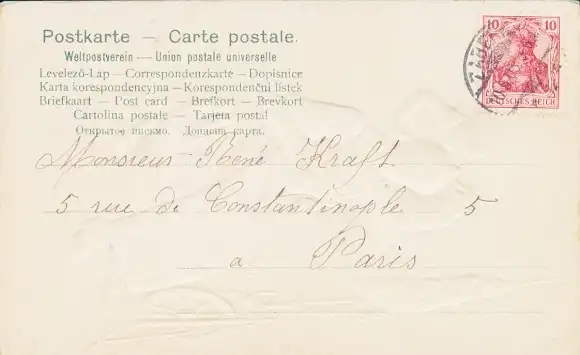 Postkarte — Carte postale.
Weltpostverein — Union postale universelle
Levelező-Lap — Correspondenzkarte — Dopisnice
Karta korespondencyjna — Korespondenční lístek
Briefkaart — Post card — Brefkort — Brevkort
Cartolina postale — Tarjeta postal
Открытое письмо. Дописна карта.
10 10
DEUTSCHES REICH
Monsieur René Kraft
5 rue de Constantinople 5
a Paris